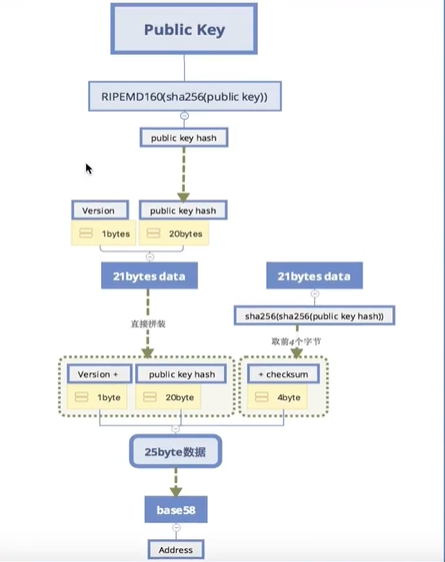 Public Key
RIPEMD160(sha256(public key))
public key hash
Version
public key hash
1bytes
20bytes
21bytes data
21bytes data
sha256(sha256(public key hash))
直接拼装
取前4个字节
Version +
public key hash
+ checksum
1byte
20byte
4byte
25byte数据
base58
Address